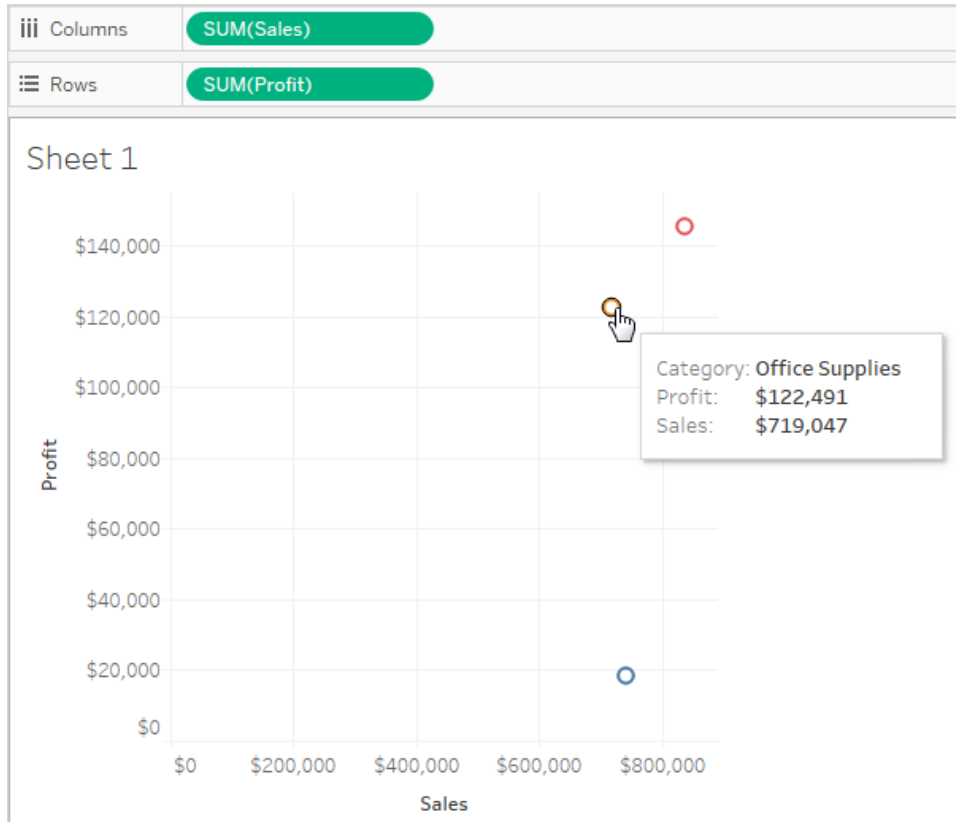 Columns SUM(Sales)
Rows SUM(Profit)
Sheet 1
$140,000
$120,000
$100,000
$80,000
$60,000
$40,000
$20,000
$0
Profit
Category: Office Supplies
Profit: $122,491
Sales: $719,047
$0 $200,000 $400,000 $600,000 $800,000
Sales